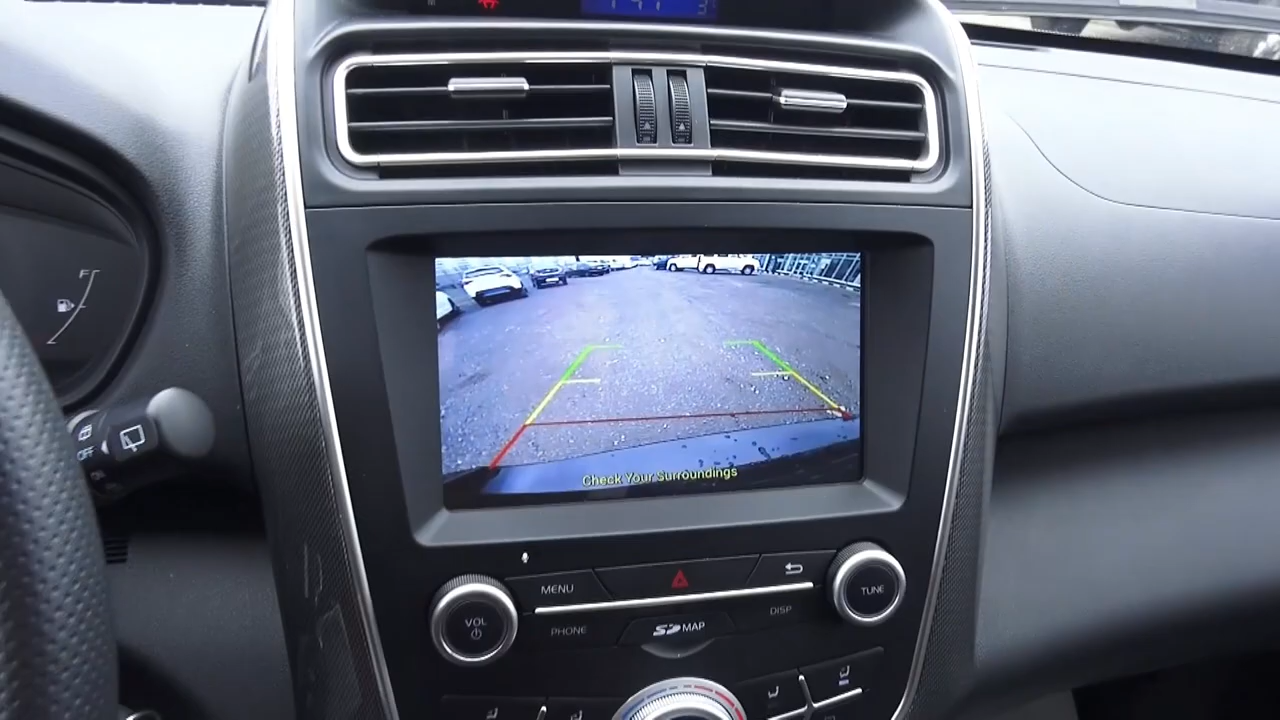 F
OFF
Check Your Surroundings
MENU
TUNE
VOL
PHONE
SD MAP
DISP